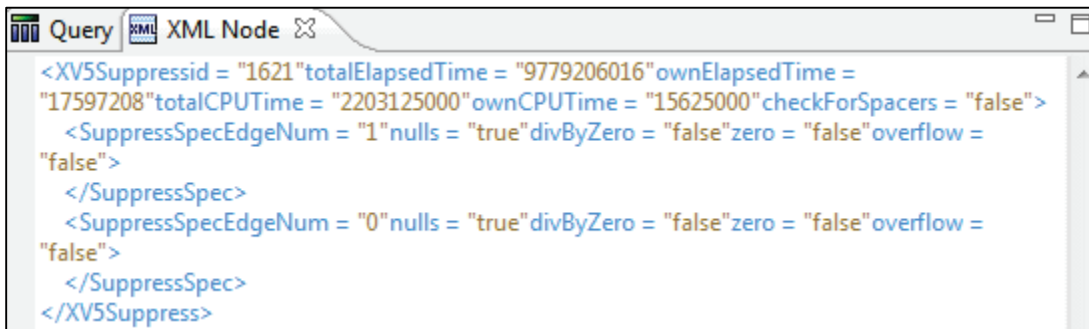 Query XML XML Node
<XV5Suppressid = "1621"totalElapsedTime = "9779206016"ownElapsedTime =
"17597208"totalCPUTime = "2203125000"ownCPUTime = "15625000"checkForSpacers = "false">
<SuppressSpecEdgeNum = "1"nulls = "true"divByZero = "false"zero = "false"overflow =
"false">
</SuppressSpec>
<SuppressSpecEdgeNum = "0"nulls = "true"divByZero = "false"zero = "false"overflow =
"false">
</SuppressSpec>
</XV5Suppress>